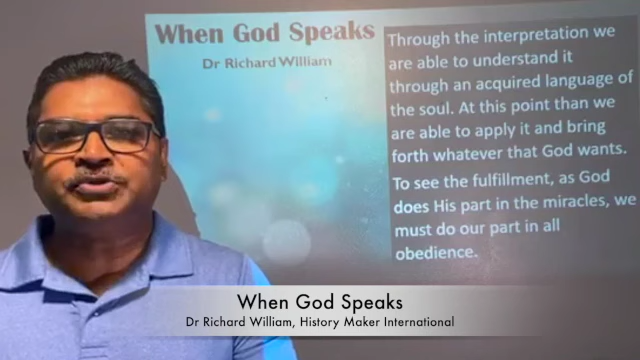 When God Speaks
Dr Richard William
Through the interpretation we
are able to understand it
through an acquired language of
the soul. At this point than we
are able to apply it and bring
forth whatever that God wants.
To see the fulfillment, as God
does His part in the miracles, we
must do our part in all
obedience.
When God Speaks
Dr Richard William, History Maker International